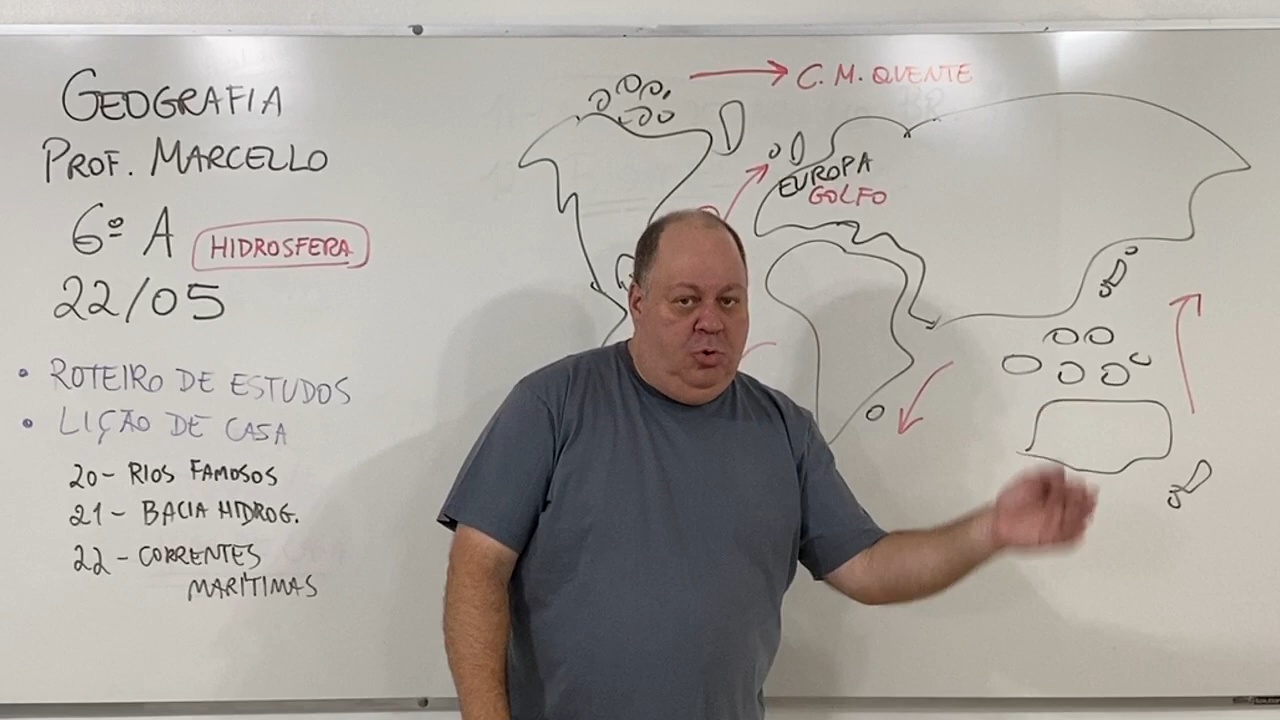 GEOGRAFIA
PROF. MARCELLO
6º A
HIDROSFERA
22/05
• ROTEIRO DE ESTUDOS
• LIÇÃO DE CASA
20- RIOS FAMOSOS
21- BACIA HIDROG.
22- CORRENTES
MARÍTIMAS
C. M. QUENTE
EUROPA
GOLFO